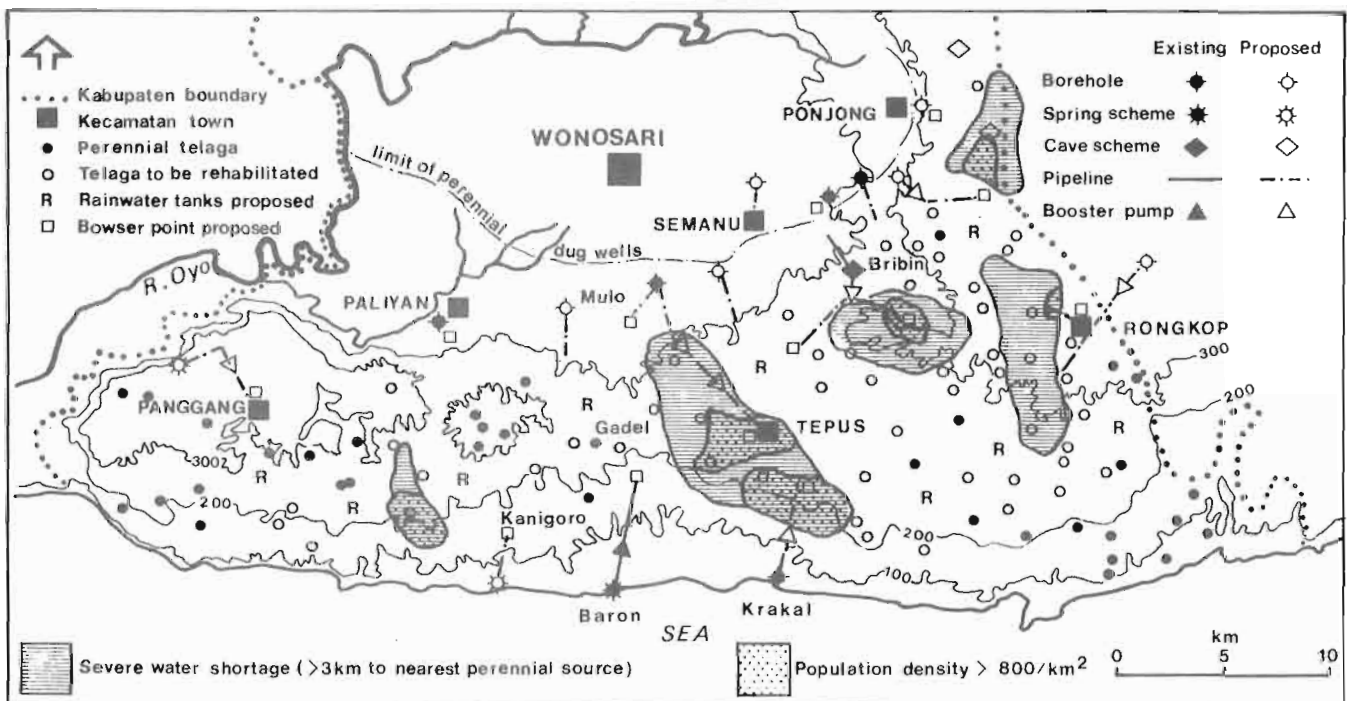 Kabupaten boundary
Kecamatan town
Perennial telaga
Telaga to be rehabilitated
R Rainwater tanks proposed
Bowser point proposed
Existing Proposed
Borehole
Spring scheme
Cave scheme
Pipeline
Booster pump
PONJONG
WONOSARI
limit of perennial
dug wells
SEMANU
R
Bribin
R. Oyo
PALIYAN
Mulo
RONGKOP
300
R
R
200
PANGGANG
R
Gadel
TEPUS
R
R
300
R
R
200
R
R
Kanigoro
200
100
Baron
Krakal
SEA
km
0 5 10
Severe water shortage (>3km to nearest perennial source)
Population density > 800/km2